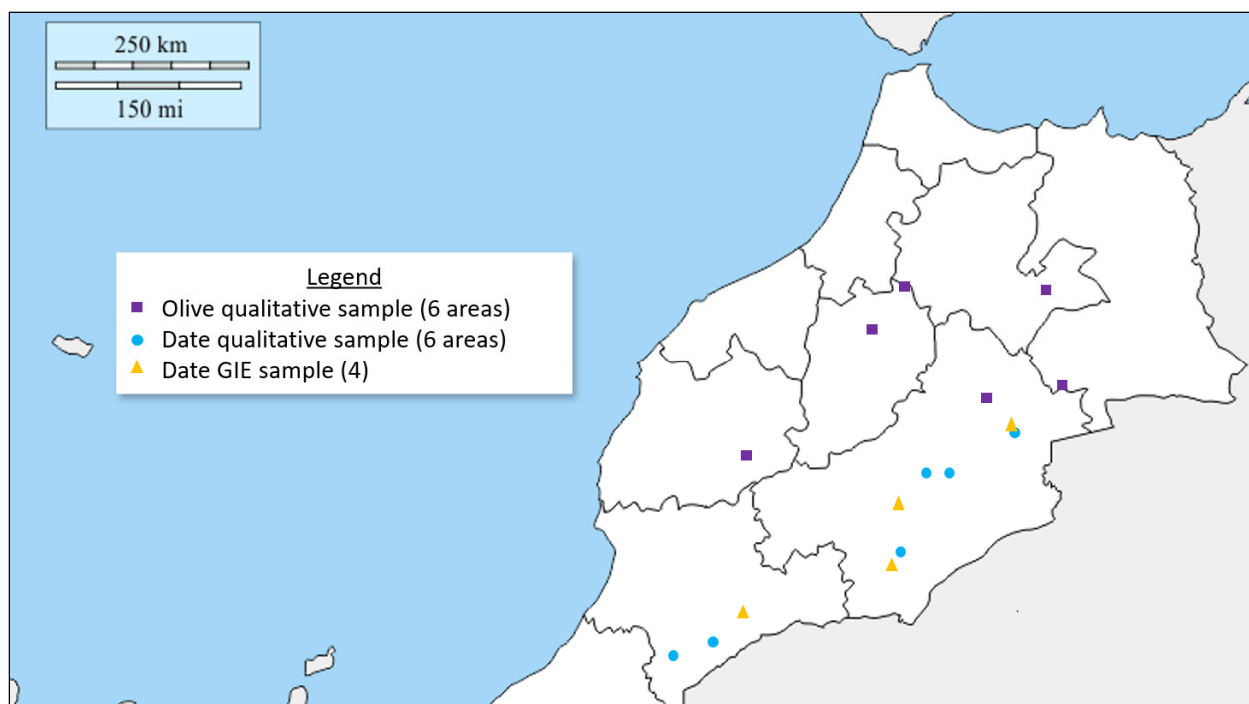 250 km
150 mi
Legend
Olive qualitative sample (6 areas)
Date qualitative sample (6 areas)
Date GIE sample (4)